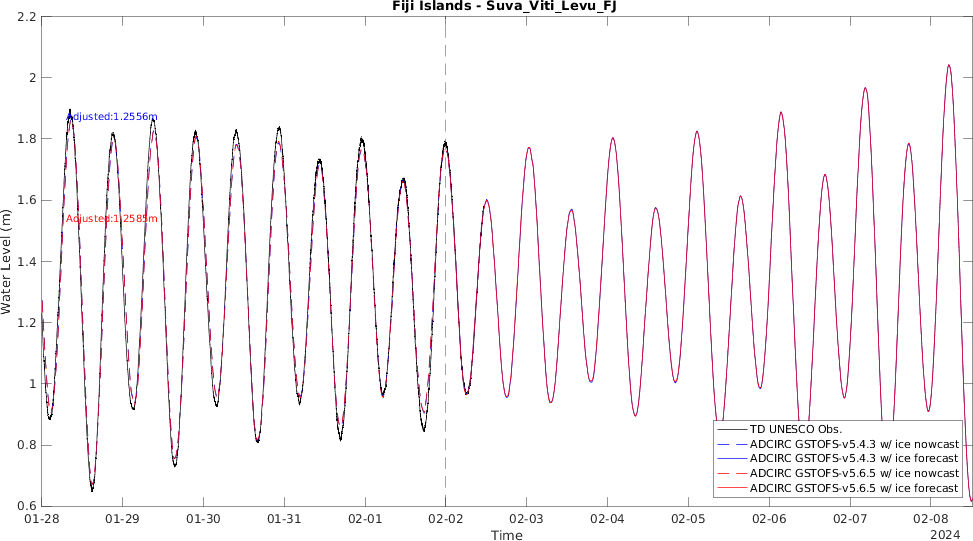 Fiji Islands - Suva_Viti_Levu_FJ
2.2
2
1.8
1.6
1.4
1.2
1
0.8
0.6
Water Level (m)
Adjusted:1.2556m
Adjusted:1.2585m
TD UNESCO Obs.
ADCIRC GSTOFS-v5.4.3 w/ ice nowcast
ADCIRC GSTOFS-v5.4.3 w/ ice forecast
ADCIRC GSTOFS-v5.6.5 w/ ice nowcast
ADCIRC GSTOFS-v5.6.5 w/ ice forecast
01-28 01-29 01-30 01-31 02-01 02-02 02-03 02-04 02-05 02-06 02-07 02-08
2024
Time